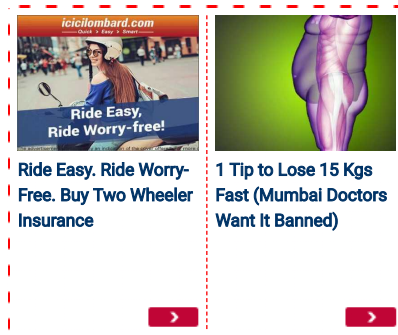 icicilombard.com
Quick ▸ Easy ▸ Smart
Ride Easy,
Ride Worry-free!
Ride Easy. Ride Worry-
Free. Buy Two Wheeler
Insurance
1 Tip to Lose 15 Kgs
Fast (Mumbai Doctors
Want It Banned)